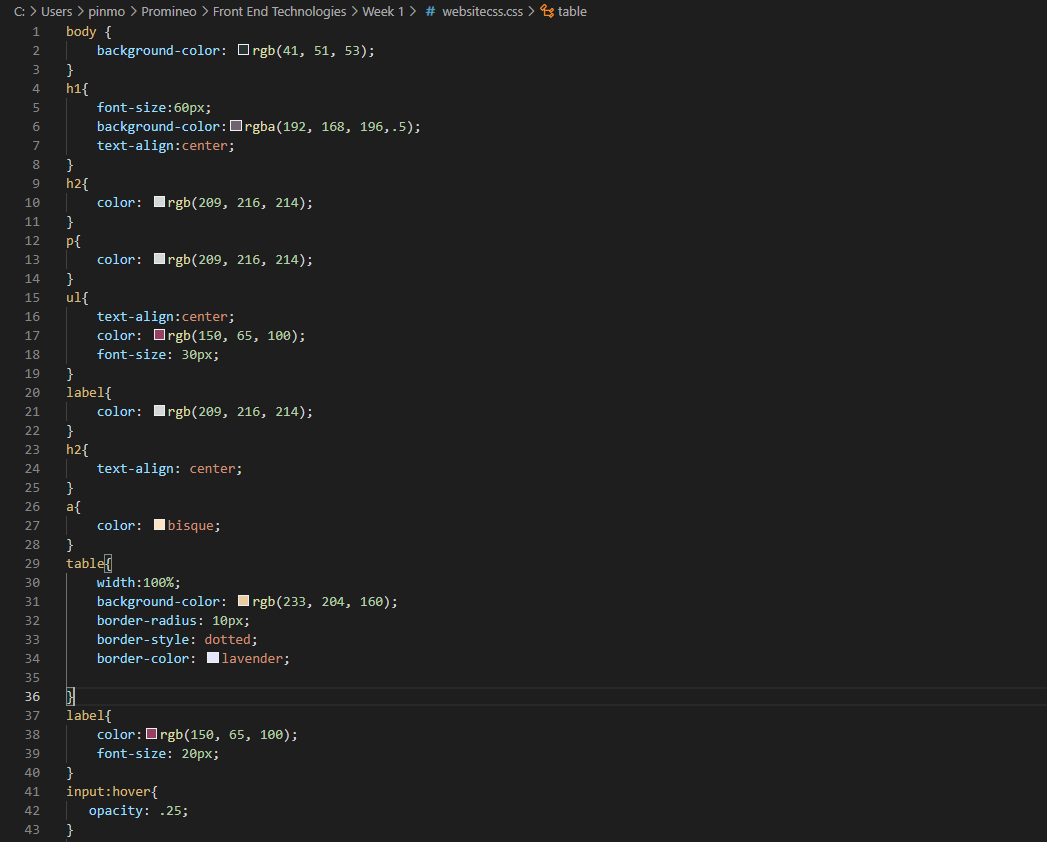 C: > Users > pinmo > Promineo > Front End Technologies > Week 1 > # websitecss.css > table
1 body {
2     background-color: rgb(41, 51, 53);
3 }
4 h1{
5     font-size:60px;
6     background-color:rgba(192, 168, 196,.5);
7     text-align:center;
8 }
9 h2{
10     color: rgb(209, 216, 214);
11 }
12 p{
13     color: rgb(209, 216, 214);
14 }
15 ul{
16     text-align:center;
17     color: rgb(150, 65, 100);
18     font-size: 30px;
19 }
20 label{
21     color: rgb(209, 216, 214);
22 }
23 h2{
24     text-align: center;
25 }
26 a{
27     color: bisque;
28 }
29 table{
30     width:100%;
31     background-color: rgb(233, 204, 160);
32     border-radius: 10px;
33     border-style: dotted;
34     border-color: lavender;
35
36 }
37 label{
38     color:rgb(150, 65, 100);
39     font-size: 20px;
40 }
41 input:hover{
42    opacity: .25;
43 }